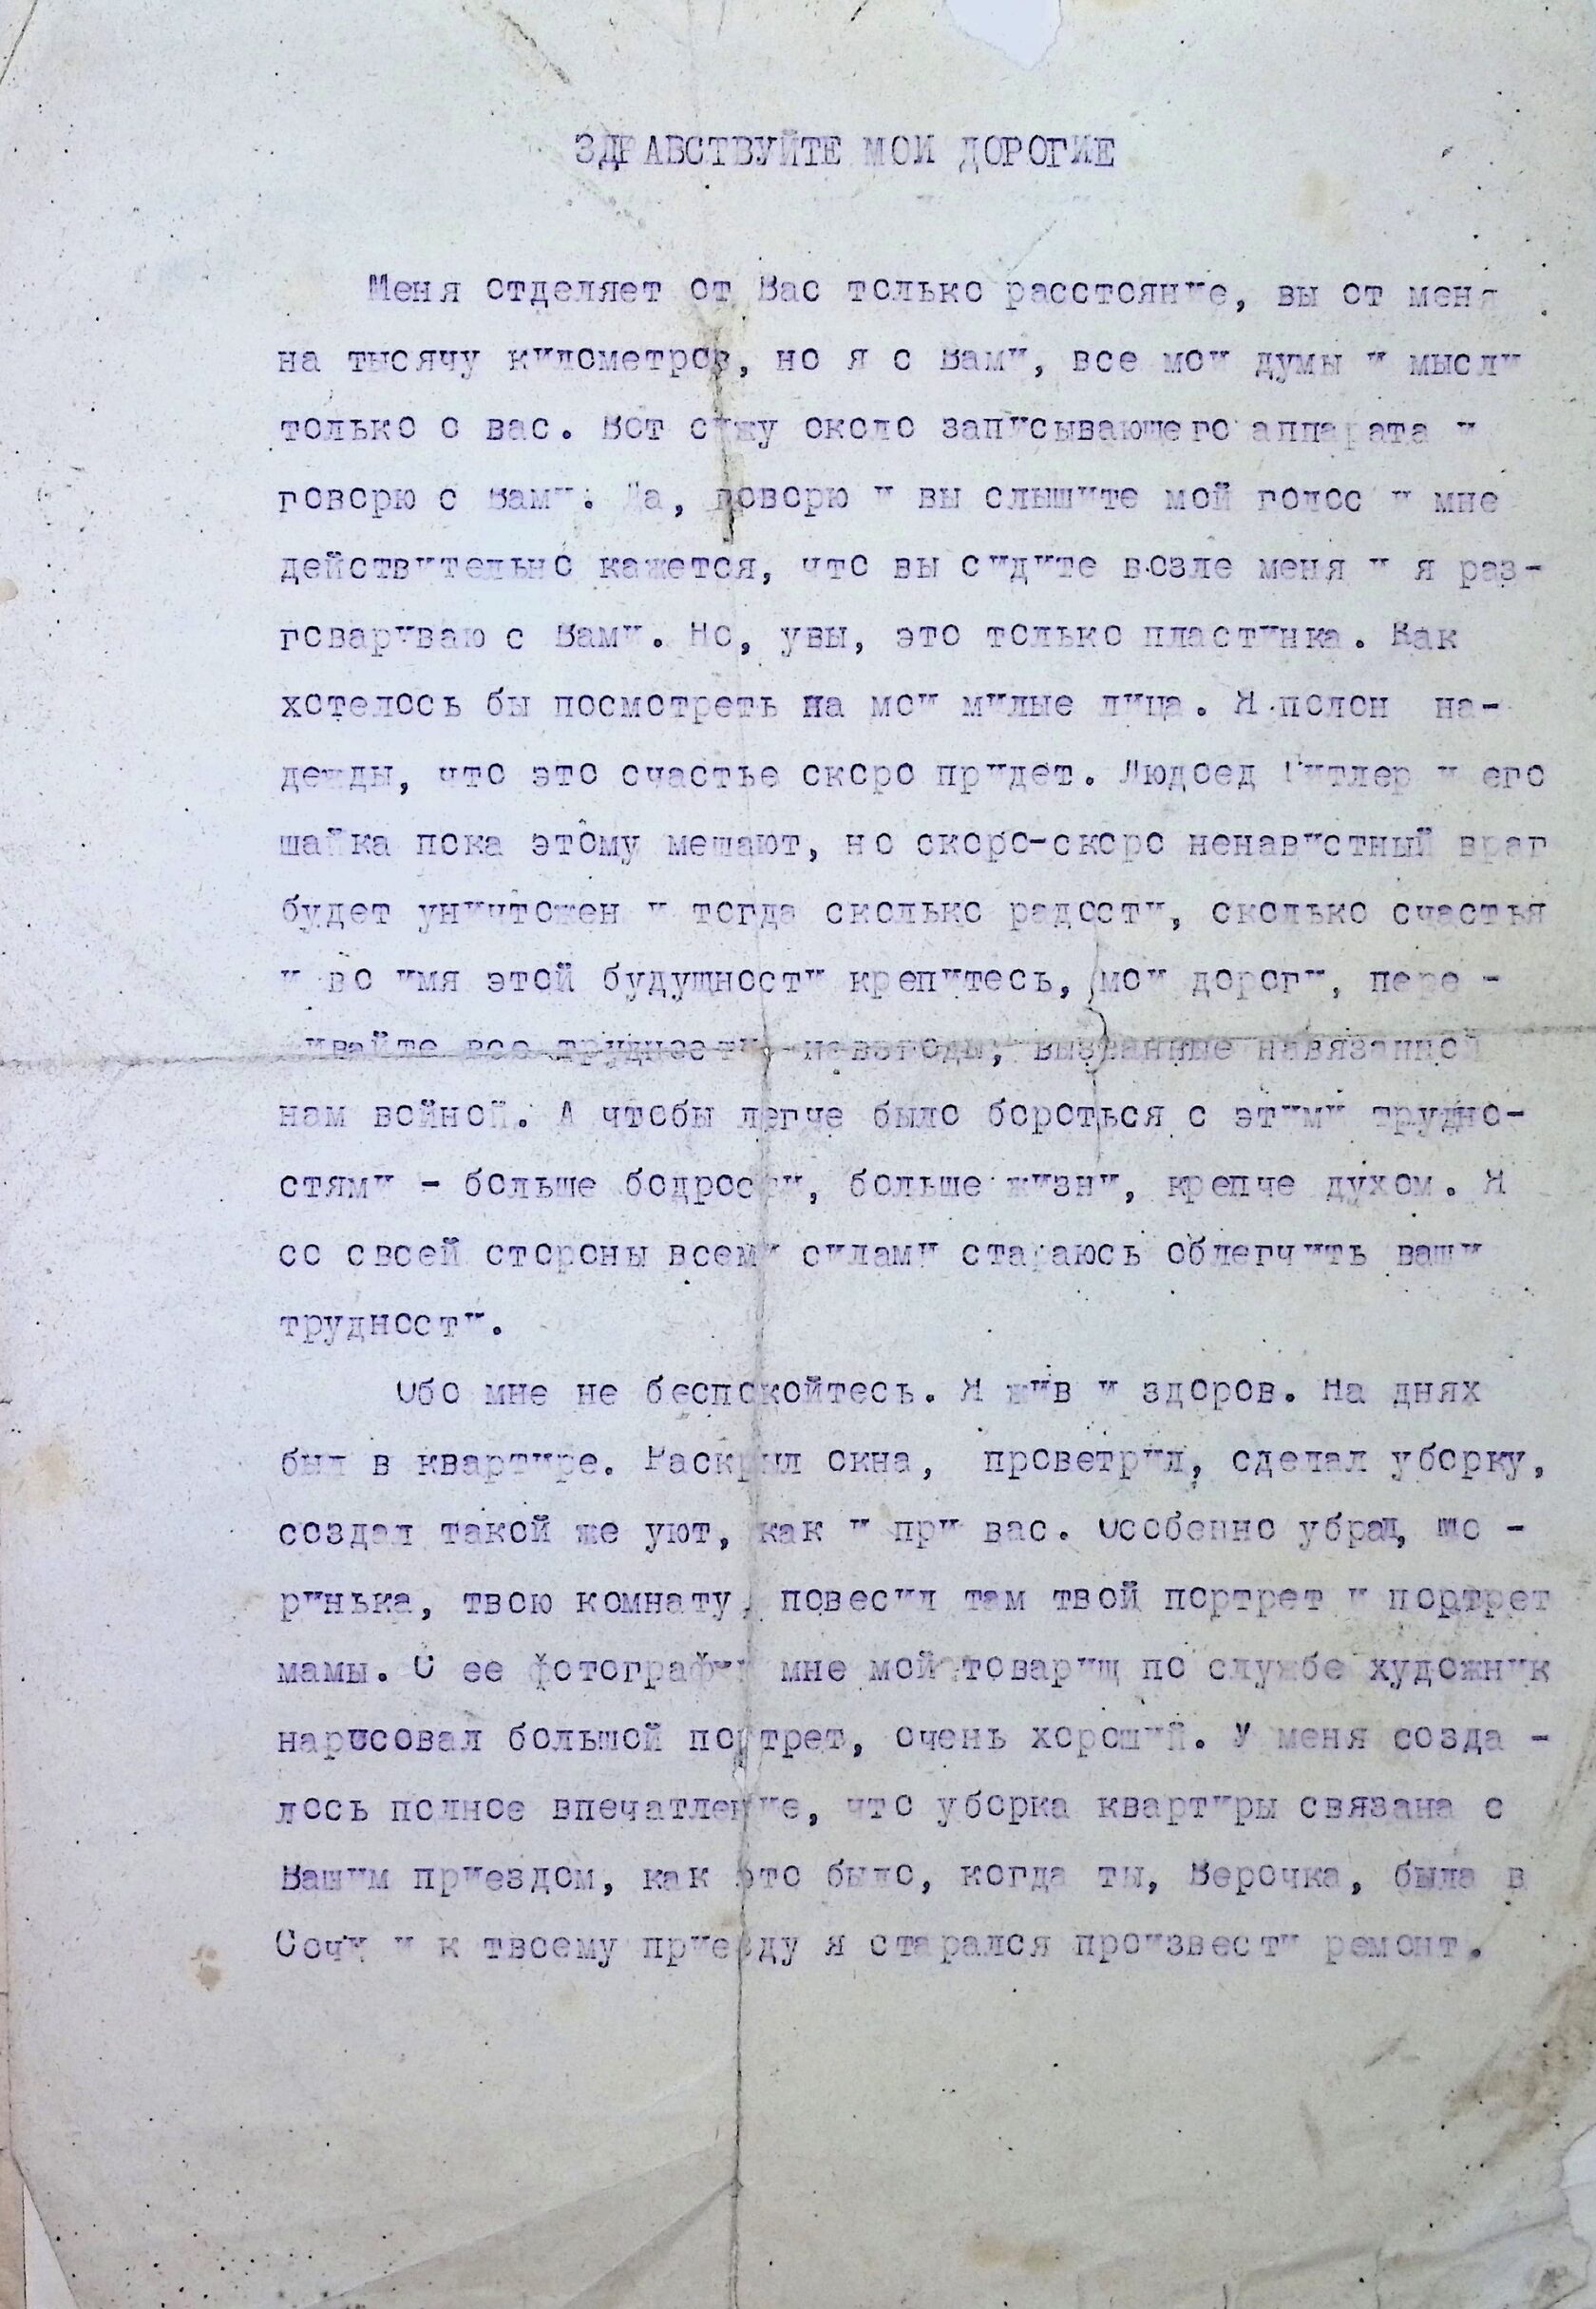 ЗДРАВСТВУЙТЕ МОИ ДОРОГИЕ
Меня отделяет от Вас только расстояние, вы от меня
на тысячу километров, но я с Вами, все мои думы и мысли
только о вас. Вот сижу около записывающего аппарата и
говорю с Вами. Да, говорю и вы слышите мой голос и мне
действительно кажется, что вы сидите возле меня и я раз-
говариваю с Вами. Но, увы, это только пластинка. Как
хотелось бы посмотреть на мои милые лица. Я полон на-
дежды, что это счастье скоро придет. Людоед Гитлер и его
шайка пока этому мешают, но скоро-скоро ненавистный враг
будет уничтожен и тогда сколько радости, сколько счастья
и во имя этой будущности крепитесь, мои дороги, пере -
живайте все трудности, невзгоды, вызванные навязанной
нам войной. А чтобы легче было бороться с этими трудно-
стями - больше бодрости, больше жизни, крепче духом. Я
со своей стороны всеми силами стараюсь облегчить ваши
трудности.
Обо мне не беспокойтесь. Я жив и здоров. На днях
был в квартире. Раскрыл окна, проветрил, сделал уборку,
создал такой же уют, как и при вас. Особенно убрал, Шо -
ринька, твою комнату, повесил там твой портрет и портрет
мамы. С ее фотографии мне мой товарищ по службе художник
нарисовал большой портрет, очень хороший. У меня созда -
лось полное впечатление, что уборка квартиры связана с
Вашим приездом, как это было, когда ты, Верочка, была в
Сочи и к твоему приезду я старался произвести ремонт.